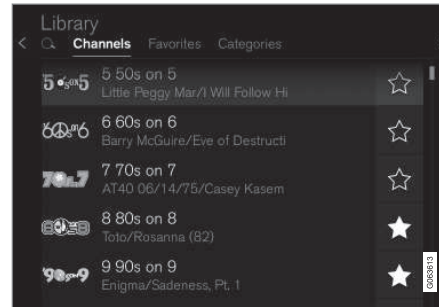 Library
Channels Favorites Categories
5 50s on 5
Little Peggy Mar/I Will Follow Hi
6 60s on 6
Barry McGuire/Eve of Destructi
7 70s on 7
AT40 06/14/75/Casey Kasem
8 80s on 8
Toto/Rosanna (82)
9 90s on 9
Enigma/Sadeness, Pt. 1
G063613